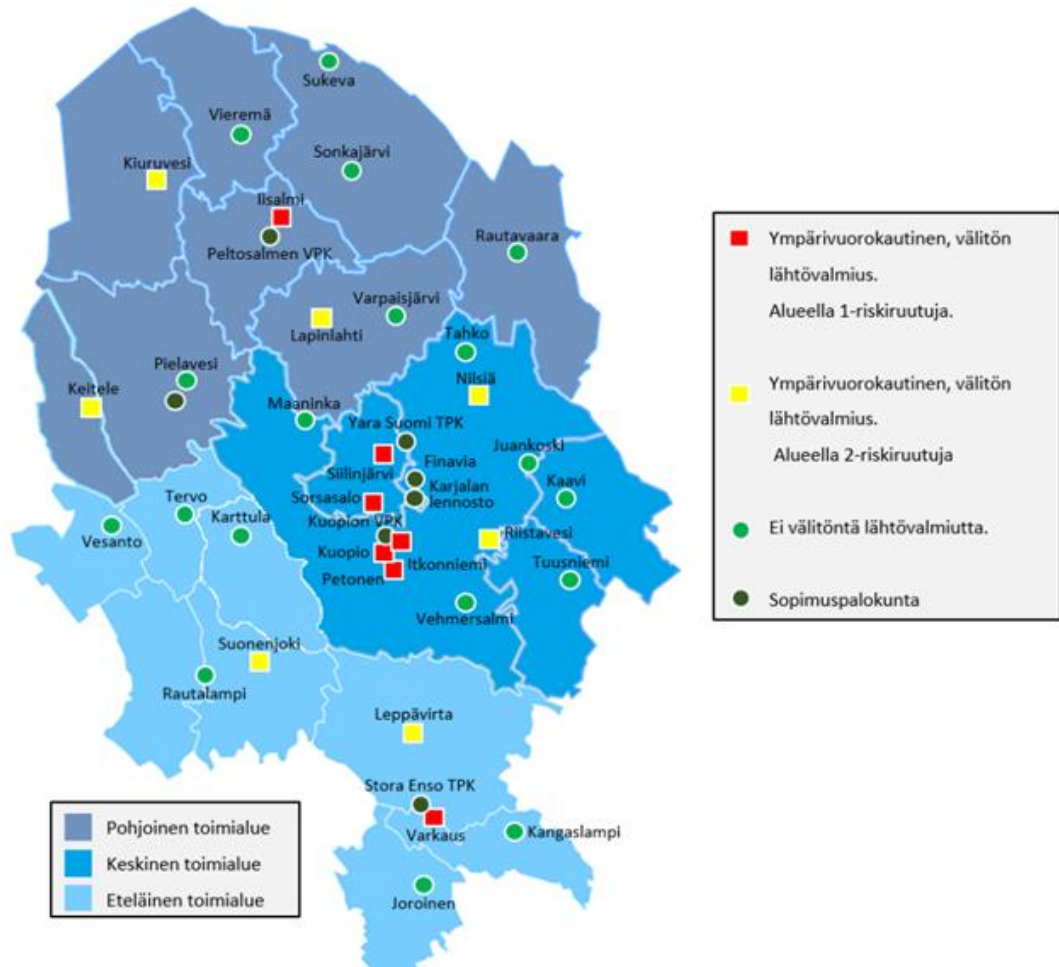 Sukeva
Vieremä
Sonkajärvi
Kiuruvesi
Iisalmi
Rautavaara
Peltosalmen VPK
Varpaisjärvi
Lapinlahti
Tahko
Pielavesi
Keitele
Nilsiä
Maaninka
Yara Suomi TPK
Juankoski
Finavia
Siilinjärvi
Karjalan
lennosto
Kaavi
Sorsasalo
Tervo
Karttula
Vesanto
Kuopion VPK
Riistavesi
Kuopio
Itkonniemi
Tuusniemi
Petonen
Vehmersalmi
Suonenjoki
Rautalampi
Leppävirta
Stora Enso TPK
Varkaus
Kangaslampi
Joroinen
Ympärivuorokautinen, välitön
lähtövalmius.
Alueella 1-riskiruutuja.
Ympärivuorokautinen, välitön
lähtövalmius.
Alueella 2-riskiruutuja
Ei välitöntä lähtövalmiutta.
Sopimuspalokunta
Pohjoinen toimialue
Keskinen toimialue
Eteläinen toimialue